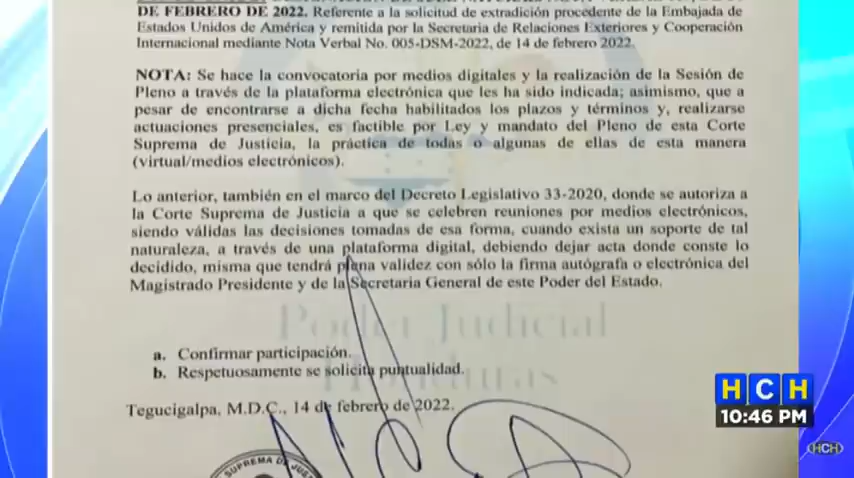 DE FEBRERO DE 2022. Referente a la solicitud de extradición procedente de la Embajada de
Estados Unidos de América y remitida por la Secretaria de Relaciones Exteriores y Cooperación
Internacional mediante Nota Verbal No. 005-DSM-2022, de 14 de febrero 2022.
NOTA: Se hace la convocatoria por medios digitales y la realización de la Sesión de
Pleno a través de la plataforma electrónica que les ha sido indicada; asimismo, que a
pesar de encontrarse a dicha fecha habilitados los plazos y términos y, realizarse
actuaciones presenciales, es factible por Ley y mandato del Pleno de esta Corte
Suprema de Justicia, la práctica de todas o algunas de ellas de esta manera
(virtual/medios electrónicos).
Lo anterior, también en el marco del Decreto Legislativo 33-2020, donde se autoriza a
la Corte Suprema de Justicia a que se celebren reuniones por medios electrónicos,
siendo válidas las decisiones tomadas de esa forma, cuando exista un soporte de tal
naturaleza, a través de una plataforma digital, debiendo dejar acta donde conste lo
decidido, misma que tendrá plena validez con sólo la firma autógrafa o electrónica del
Magistrado Presidente y de la Secretaria General de este Poder del Estado.
Poder Judicial
Honduras
a. Confirmar participación.
b. Respetuosamente se solicita puntualidad.
Tegucigalpa, M.D.C., 14 de febrero de 2022.
SUPREMA DE JUS
HCH
10:46 PM
HCH